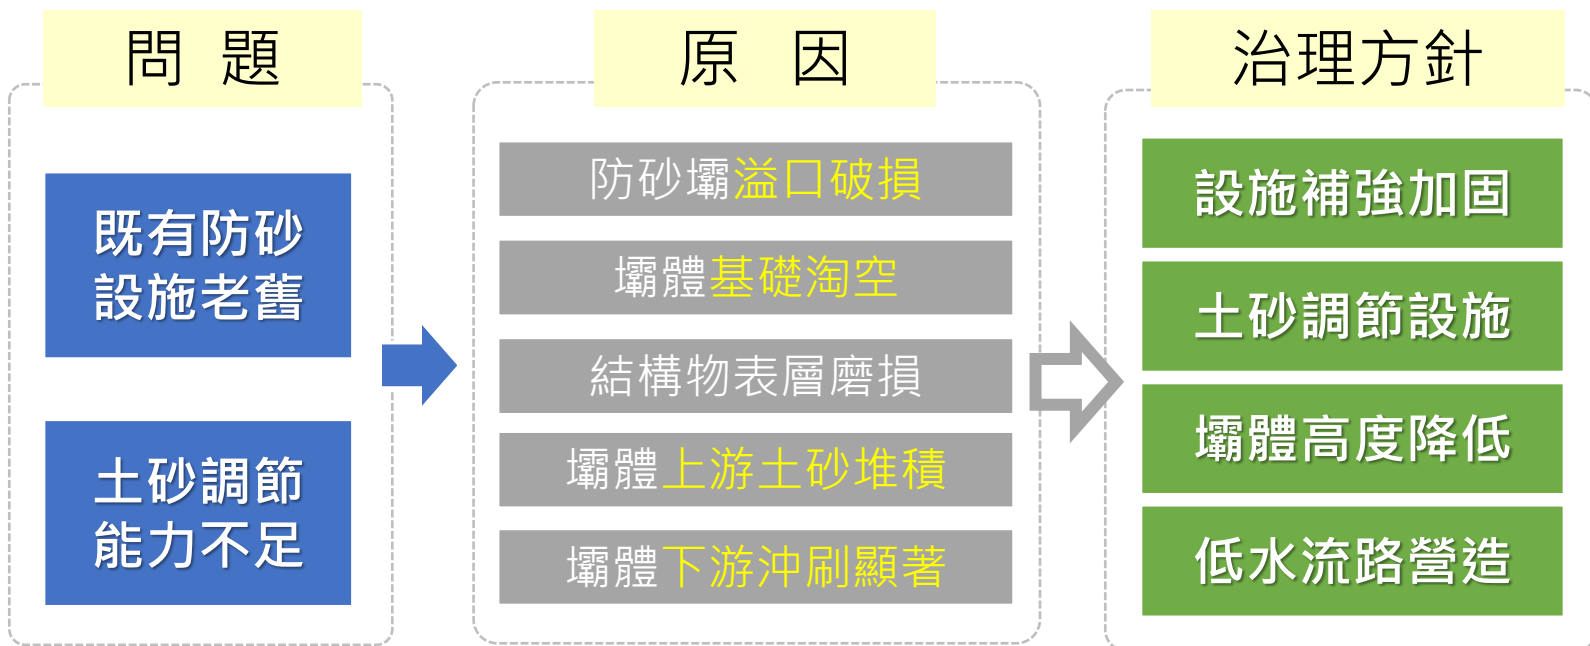 問題
既有防砂
設施老舊
土砂調節
能力不足
原因
防砂壩溢口破損
壩體基礎淘空
結構物表層磨損
壩體上游土砂堆積
壩體下游沖刷顯著
治理方針
設施補強加固
土砂調節設施
壩體高度降低
低水流路營造